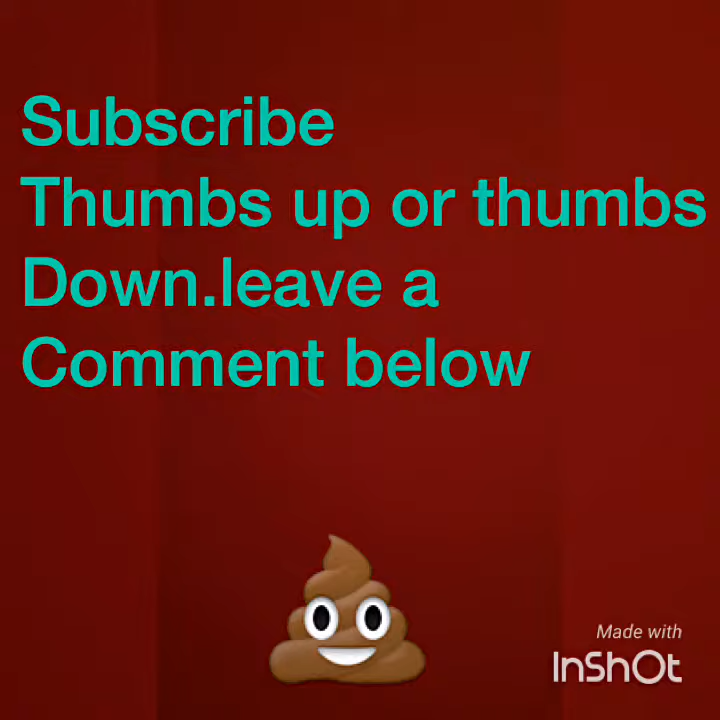 Subscribe
Thumbs up or thumbs
Down.leave a
Comment below
Made with
InShOt